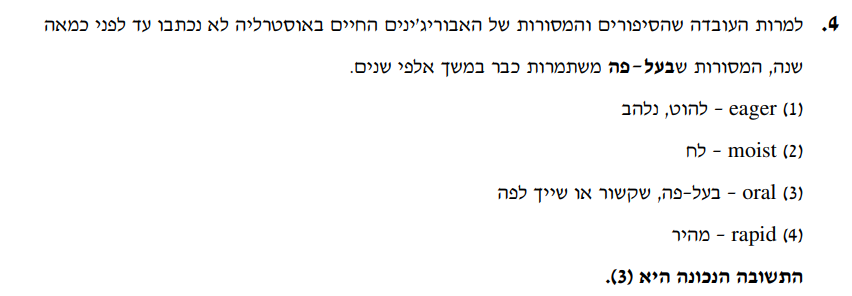 4. למרות העובדה שהסיפורים והמסורות של האבוריג'ינים החיים באוסטרליה לא נכתבו עד לפני כמאה
שנה, המסורות שבעל-פה משתמרות כבר במשך אלפי שנים.
(1) eager - להוט, נלהב
(2) moist - לח
(3) oral - בעל-פה, שקשור או שייך לפה
(4) rapid - מהיר
התשובה הנכונה היא (3).